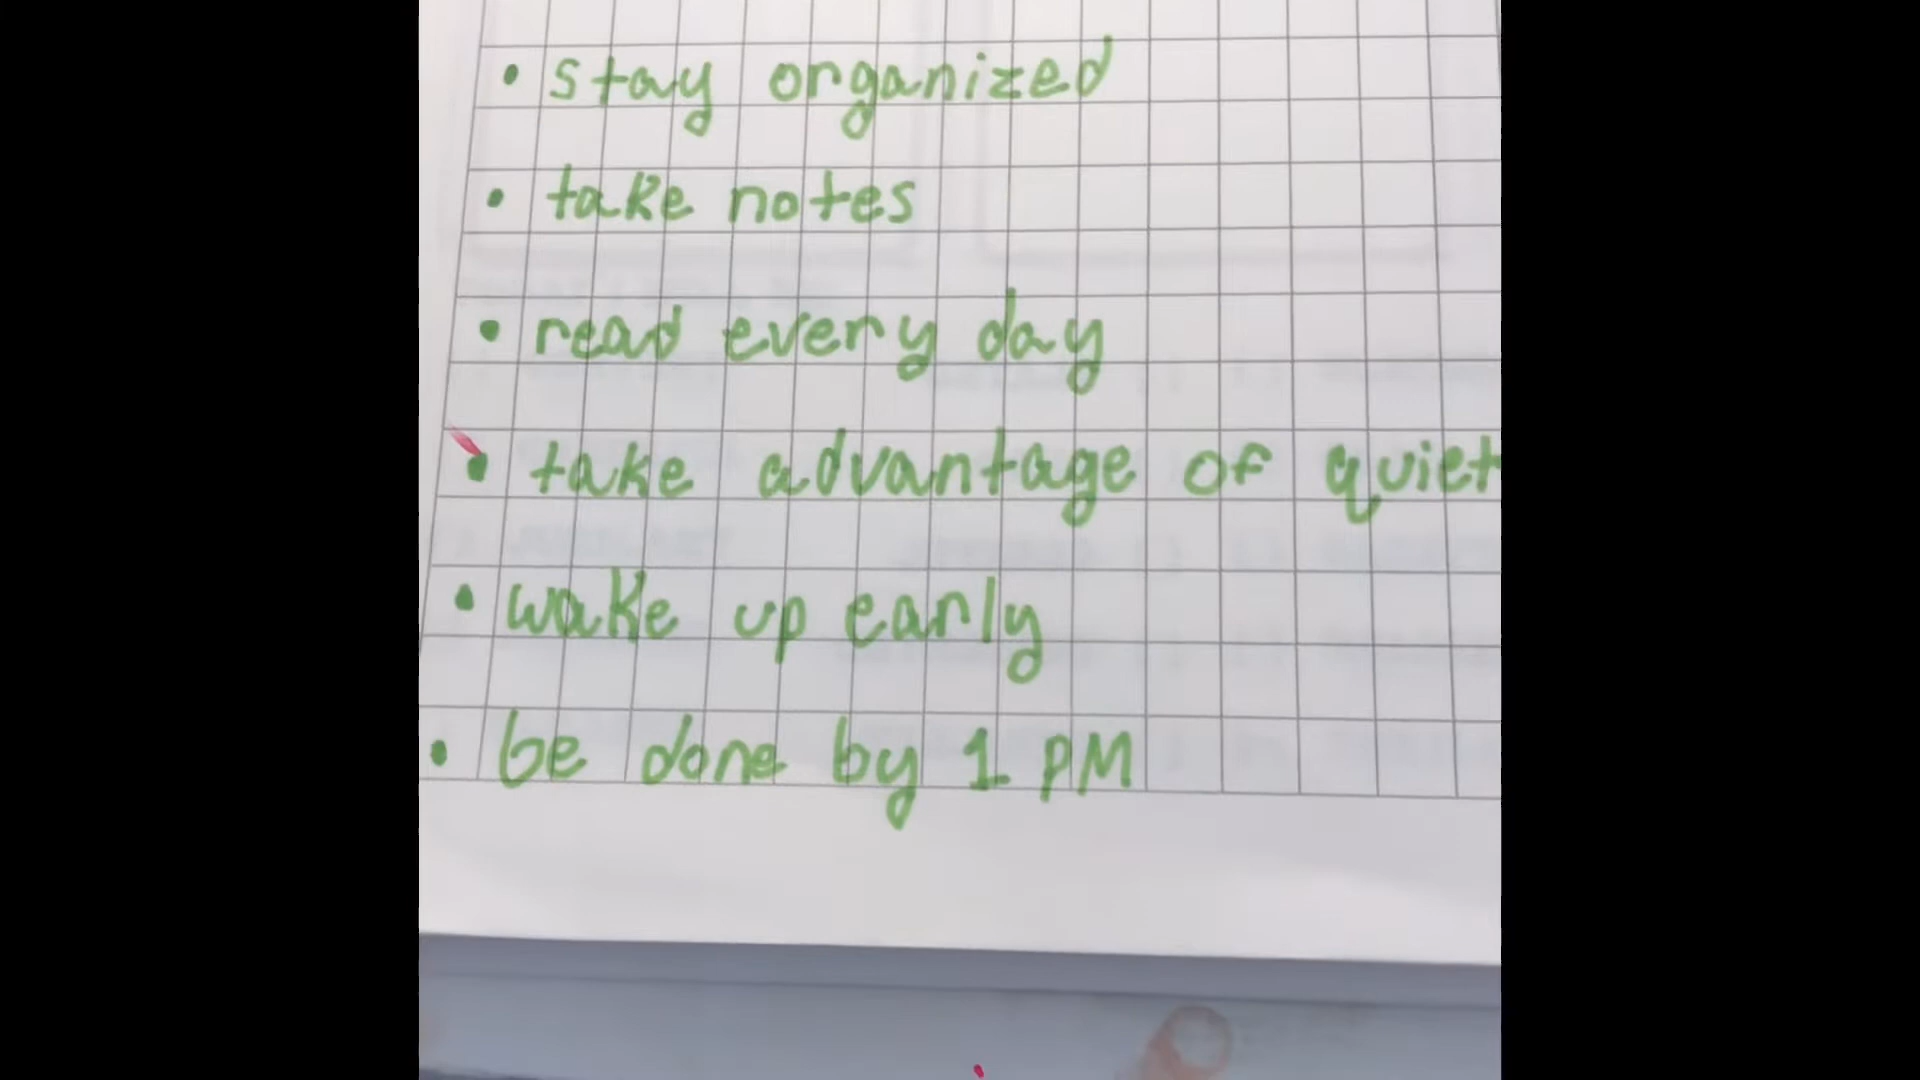 • stay organized
• take notes
• read every day
• take advantage of quiet
• wake up early
• be done by 1 PM